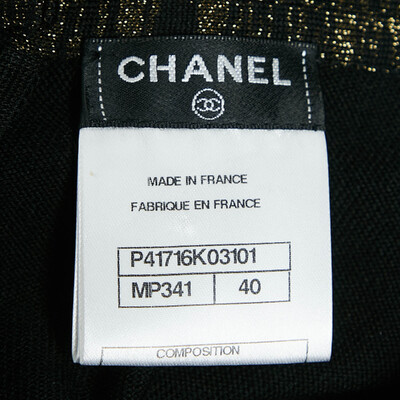 CHANEL
MADE IN FRANCE
FABRIQUE EN FRANCE
P41716K03101
MP341 40
COMPOSITION